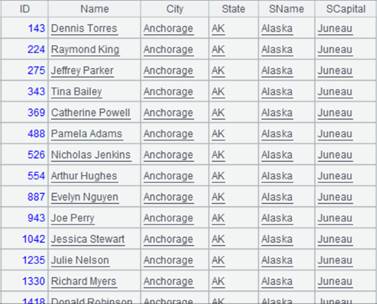 ID Name City State SName SCapital
143 Dennis Torres Anchorage AK Alaska Juneau
224 Raymond King Anchorage AK Alaska Juneau
275 Jeffrey Parker Anchorage AK Alaska Juneau
343 Tina Bailey Anchorage AK Alaska Juneau
369 Catherine Powell Anchorage AK Alaska Juneau
488 Pamela Adams Anchorage AK Alaska Juneau
526 Nicholas Jenkins Anchorage AK Alaska Juneau
554 Arthur Hughes Anchorage AK Alaska Juneau
887 Evelyn Nguyen Anchorage AK Alaska Juneau
943 Joe Perry Anchorage AK Alaska Juneau
1042 Jessica Stewart Anchorage AK Alaska Juneau
1235 Julie Nelson Anchorage AK Alaska Juneau
1330 Richard Myers Anchorage AK Alaska Juneau
1418 Donald Robinson Anchorage AK Alaska Juneau